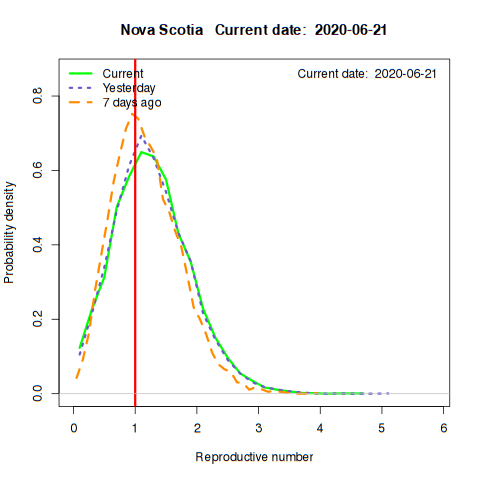 Nova Scotia   Current date:  2020-06-21
Current
Yesterday
7 days ago
Current date:  2020-06-21
Probability density
0.8
0.6
0.4
0.2
0.0
0 1 2 3 4 5 6
Reproductive number